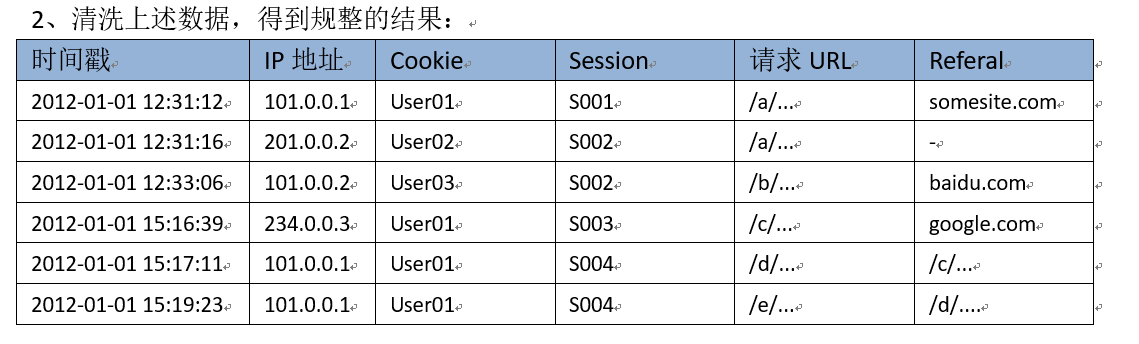 2、清洗上述数据，得到规整的结果：
时间戳 IP 地址 Cookie Session 请求 URL Referal
2012-01-01 12:31:12 101.0.0.1 User01 S001 /a/... somesite.com
2012-01-01 12:31:16 201.0.0.2 User02 S002 /a/... -
2012-01-01 12:33:06 101.0.0.2 User03 S002 /b/... baidu.com
2012-01-01 15:16:39 234.0.0.3 User01 S003 /c/... google.com
2012-01-01 15:17:11 101.0.0.1 User01 S004 /d/... /c/...
2012-01-01 15:19:23 101.0.0.1 User01 S004 /e/... /d/....